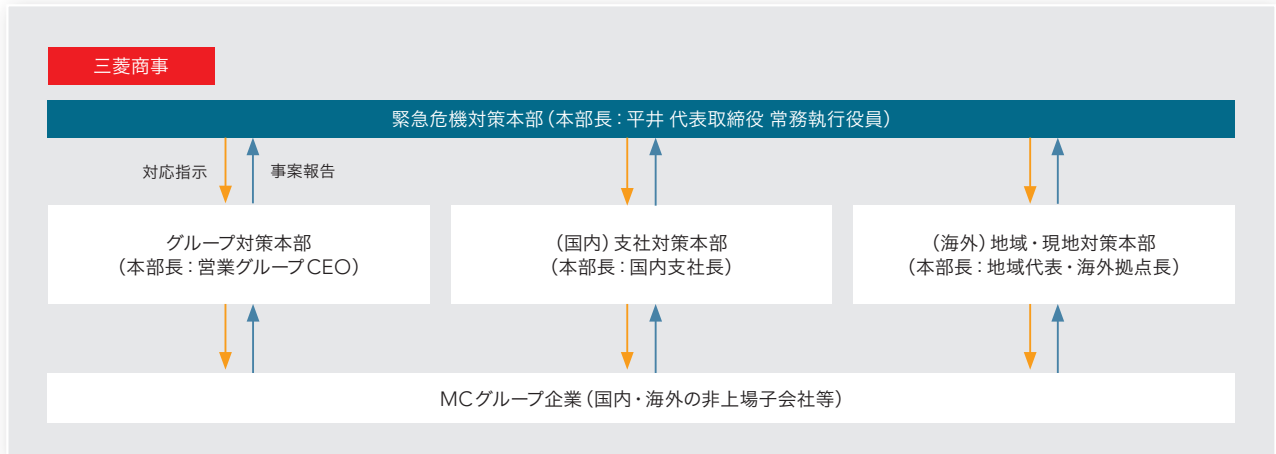 三菱商事
緊急危機対策本部（本部長：平井 代表取締役 常務執行役員）
対応指示
事案報告
グループ対策本部
（本部長：営業グループCEO）
（国内）支社対策本部
（本部長：国内支社長）
（海外）地域・現地対策本部
（本部長：地域代表・海外拠点長）
MCグループ企業（国内・海外の非上場子会社等）